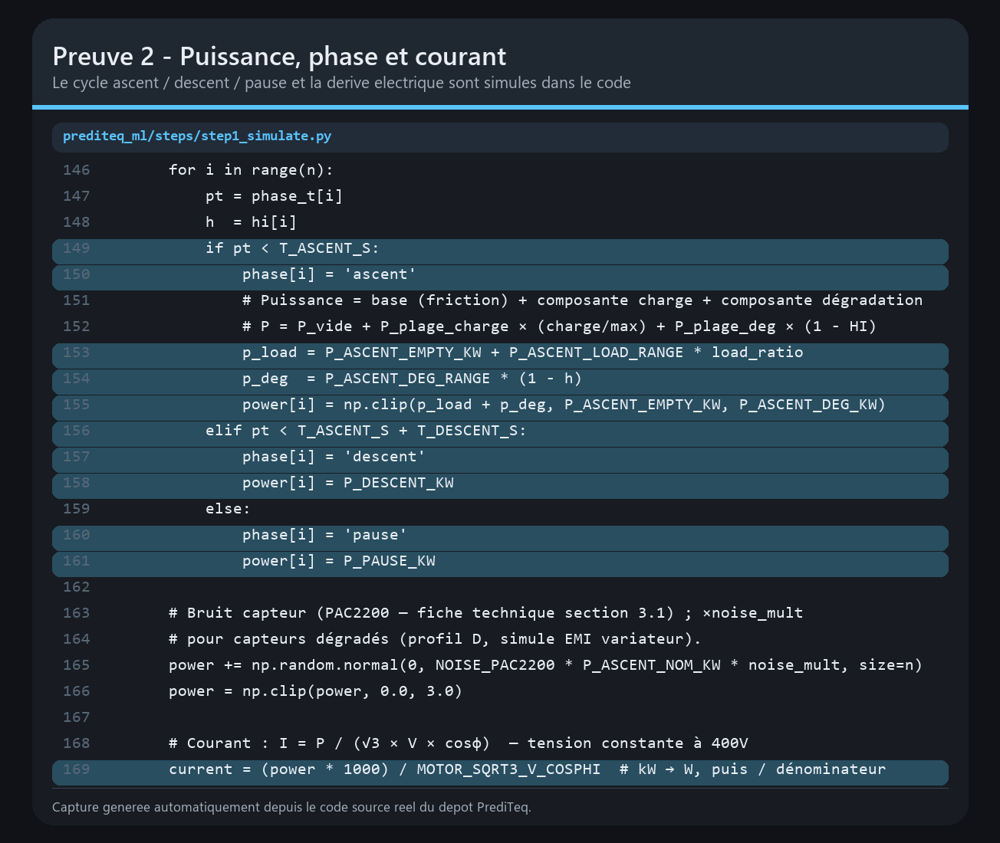 Preuve 2 - Puissance, phase et courant
Le cycle ascent / descent / pause et la derive electrique sont simules dans le code
prediteq_ml/steps/step1_simulate.py
146 for i in range(n):
147 pt = phase_t[i]
148 h  = hi[i]
149 if pt < T_ASCENT_S:
150 phase[i] = 'ascent'
151 # Puissance = base (friction) + composante charge + composante dégradation
152 # P = P_vide + P_plage_charge × (charge/max) + P_plage_deg × (1 - HI)
153 p_load = P_ASCENT_EMPTY_KW + P_ASCENT_LOAD_RANGE * load_ratio
154 p_deg  = P_ASCENT_DEG_RANGE * (1 - h)
155 power[i] = np.clip(p_load + p_deg, P_ASCENT_EMPTY_KW, P_ASCENT_DEG_KW)
156 elif pt < T_ASCENT_S + T_DESCENT_S:
157 phase[i] = 'descent'
158 power[i] = P_DESCENT_KW
159 else:
160 phase[i] = 'pause'
161 power[i] = P_PAUSE_KW
162
163 # Bruit capteur (PAC2200 — fiche technique section 3.1) ; ×noise_mult
164 # pour capteurs dégradés (profil D, simule EMI variateur).
165 power += np.random.normal(0, NOISE_PAC2200 * P_ASCENT_NOM_KW * noise_mult, size=n)
166 power = np.clip(power, 0.0, 3.0)
167
168 # Courant : I = P / (√3 × V × cosϕ)  — tension constante à 400V
169 current = (power * 1000) / MOTOR_SQRT3_V_COSPHI  # kW → W, puis / dénominateur
Capture generee automatiquement depuis le code source reel du depot PrediTeq.